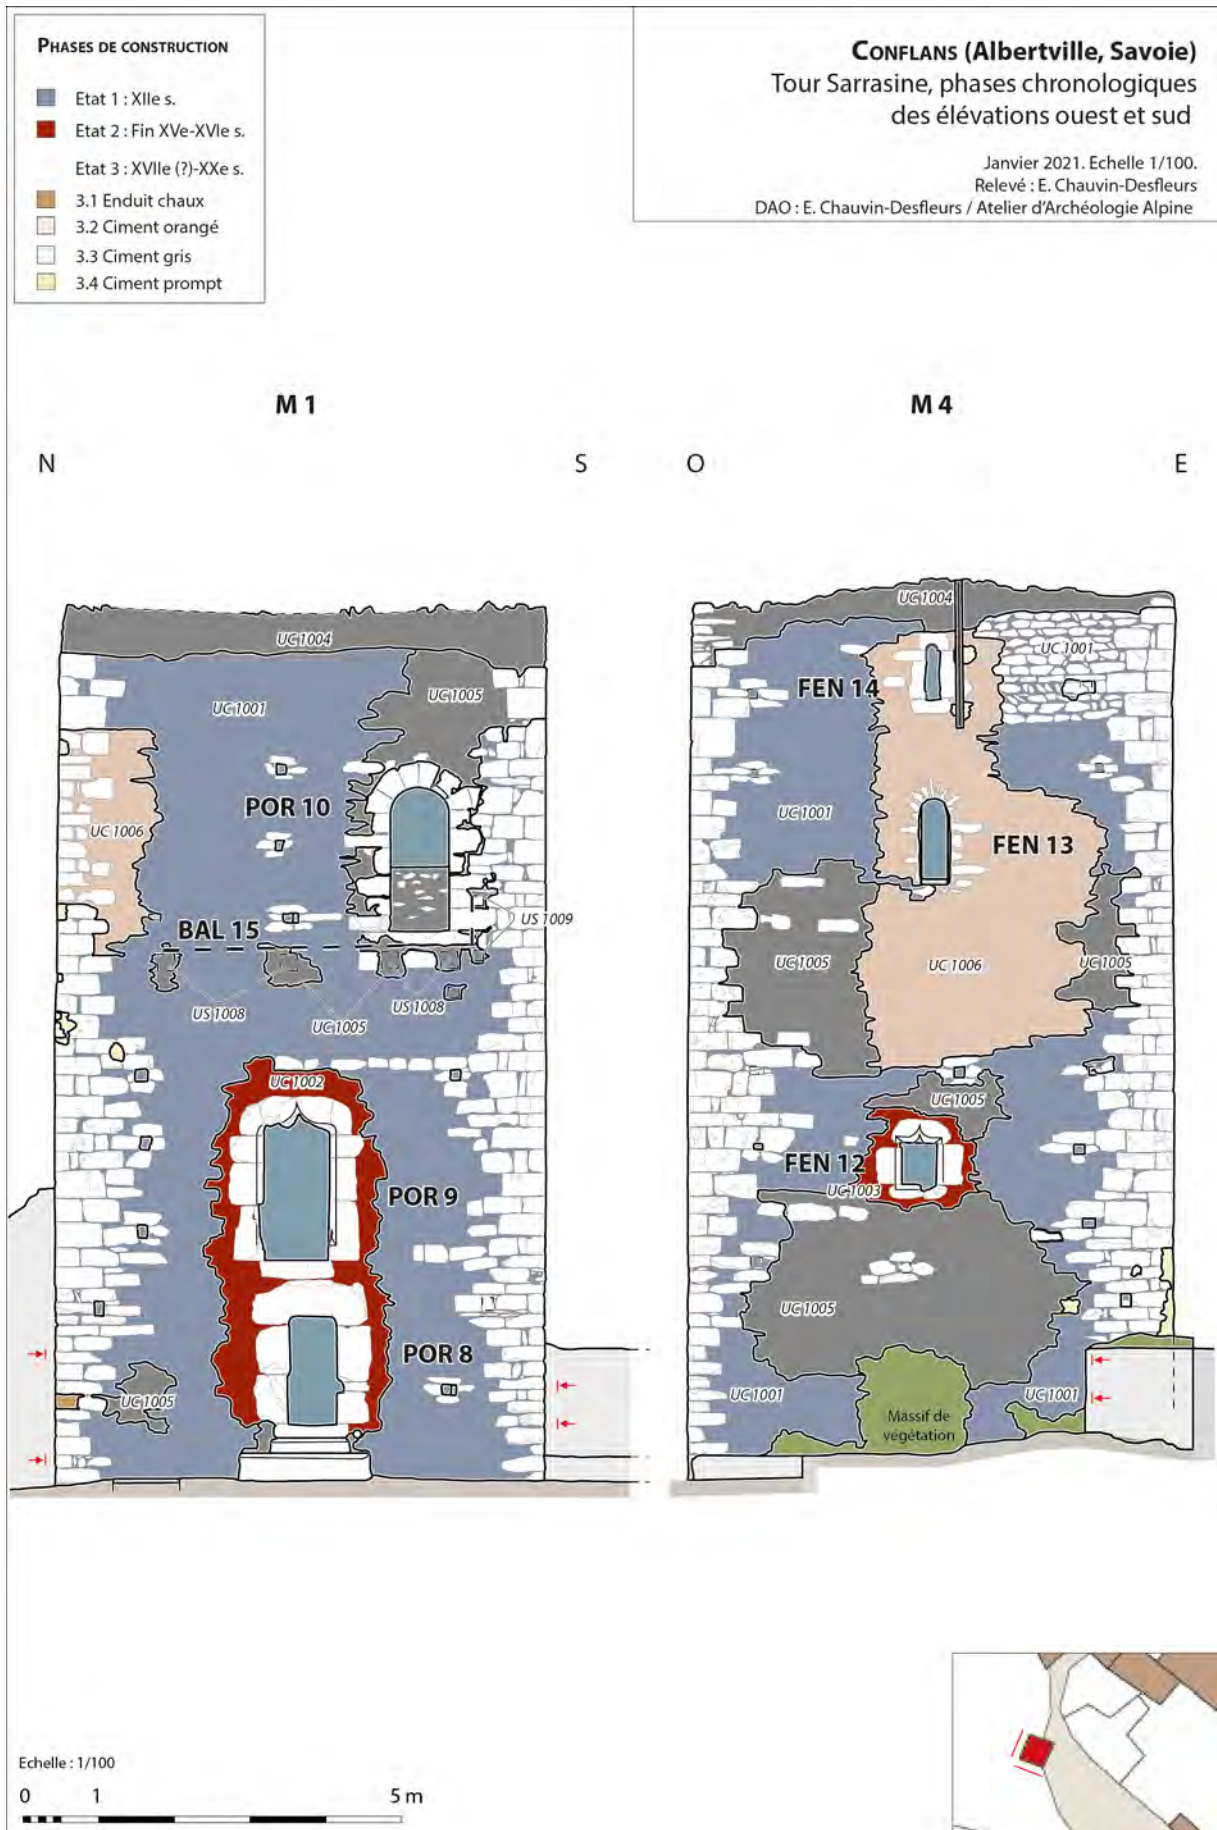 PHASES DE CONSTRUCTION
Etat 1 : XIIe s.
Etat 2 : Fin XVe-XVIe s.
Etat 3 : XVIIe (?)-XXe s.
3.1 Enduit chaux
3.2 Ciment orangé
3.3 Ciment gris
3.4 Ciment prompt
CONFLANS (Albertville, Savoie)
Tour Sarrasine, phases chronologiques
des élévations ouest et sud
Janvier 2021. Echelle 1/100.
Relevé : E. Chauvin-Desfleurs
DAO : E. Chauvin-Desfleurs / Atelier d'Archéologie Alpine
M 1
N
S
UC 1004
UC 1005
UC 1001
POR 10
UC 1006
US 1009
BAL 15
US 1008
UC 1005
US 1008
UC 1002
POR 9
POR 8
UC 1005
M 4
O
E
UC 1004
UC 1001
FEN 14
UC 1001
FEN 13
UC 1005
UC 1006
UC 1005
UC 1005
FEN 12
UC 1003
UC 1005
UC 1001
UC 1001
Massif de
végétation
Echelle : 1/100
0 1 5 m